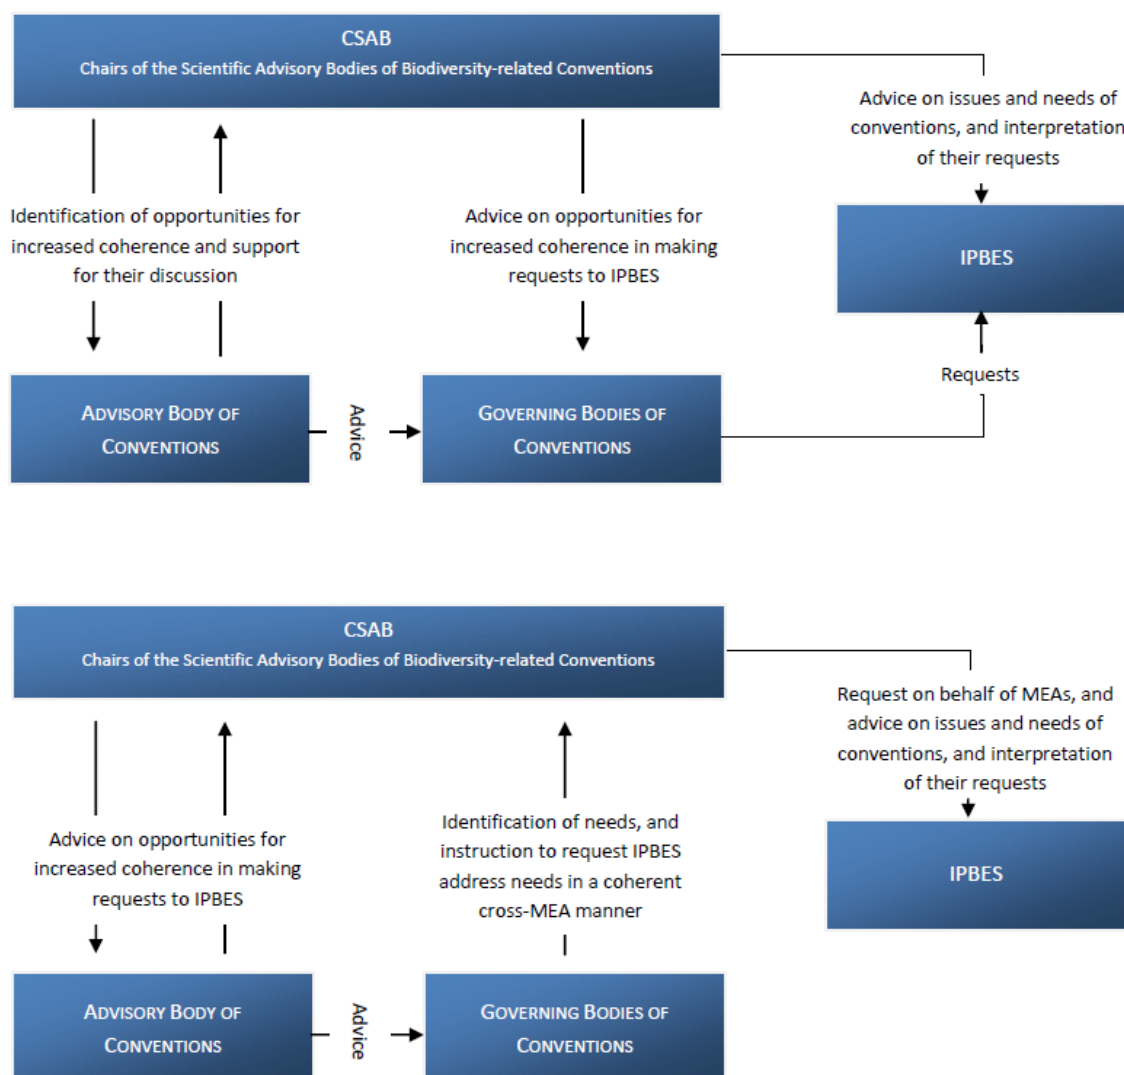 CSAB
Chairs of the Scientific Advisory Bodies of Biodiversity-related Conventions
Advice on issues and needs of
conventions, and interpretation
of their requests
Identification of opportunities for
increased coherence and support
for their discussion
Advice on opportunities for
increased coherence in making
requests to IPBES
IPBES
Requests
ADVISORY BODY OF
CONVENTIONS
Advice
GOVERNING BODIES OF
CONVENTIONS
CSAB
Chairs of the Scientific Advisory Bodies of Biodiversity-related Conventions
Request on behalf of MEAs, and
advice on issues and needs of
conventions, and interpretation
of their requests
Advice on opportunities for
increased coherence in making
requests to IPBES
Identification of needs, and
instruction to request IPBES
address needs in a coherent
cross-MEA manner
IPBES
ADVISORY BODY OF
CONVENTIONS
Advice
GOVERNING BODIES OF
CONVENTIONS